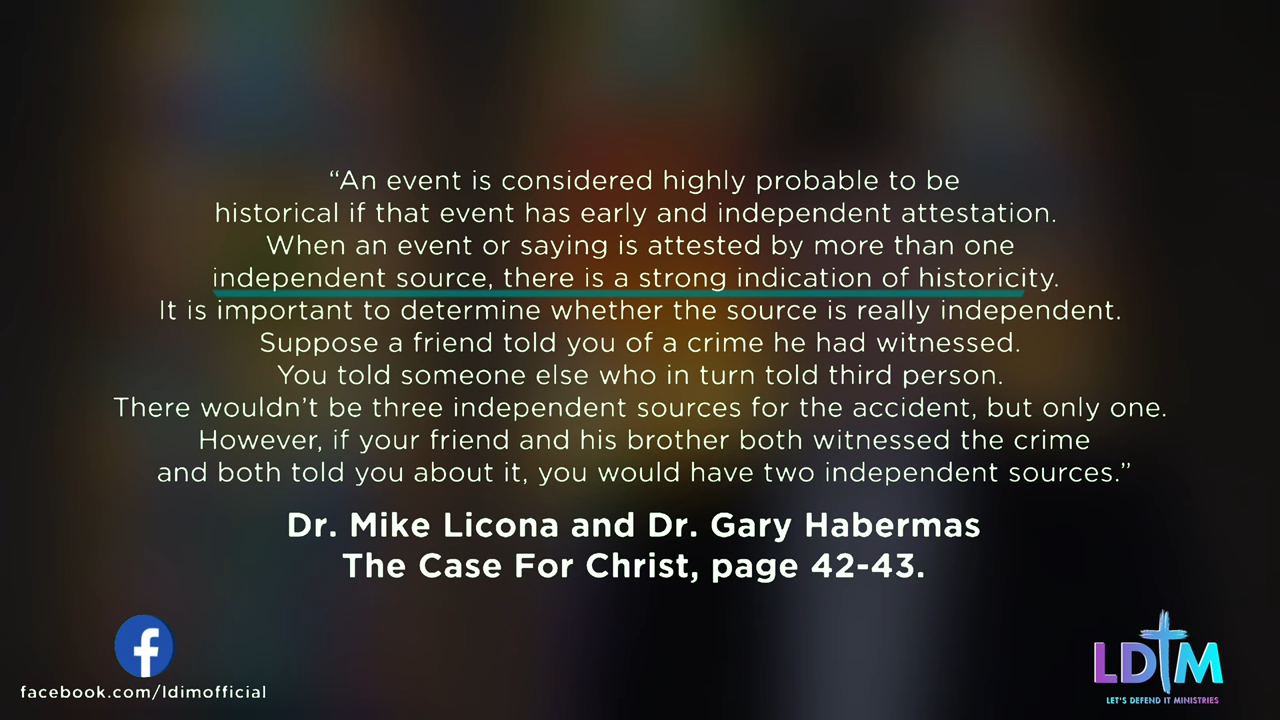 “An event is considered highly probable to be
historical if that event has early and independent attestation.
When an event or saying is attested by more than one
independent source, there is a strong indication of historicity.
It is important to determine whether the source is really independent.
Suppose a friend told you of a crime he had witnessed.
You told someone else who in turn told third person.
There wouldn’t be three independent sources for the accident, but only one.
However, if your friend and his brother both witnessed the crime
and both told you about it, you would have two independent sources.”
Dr. Mike Licona and Dr. Gary Habermas
The Case For Christ, page 42-43.
facebook.com/ldimofficial
LDIM
LET'S DEFEND IT MINISTRIES